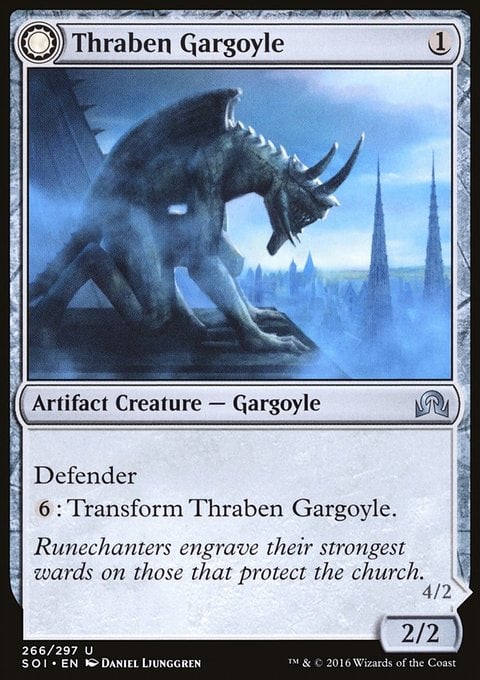 Thraben Gargoyle 1
Artifact Creature — Gargoyle
Defender
6: Transform Thraben Gargoyle.
Runechanters engrave their strongest
wards on those that protect the church.
4/2
2/2
266/297 U
SOI • EN Daniel Ljunggren
™ & © 2016 Wizards of the Coast